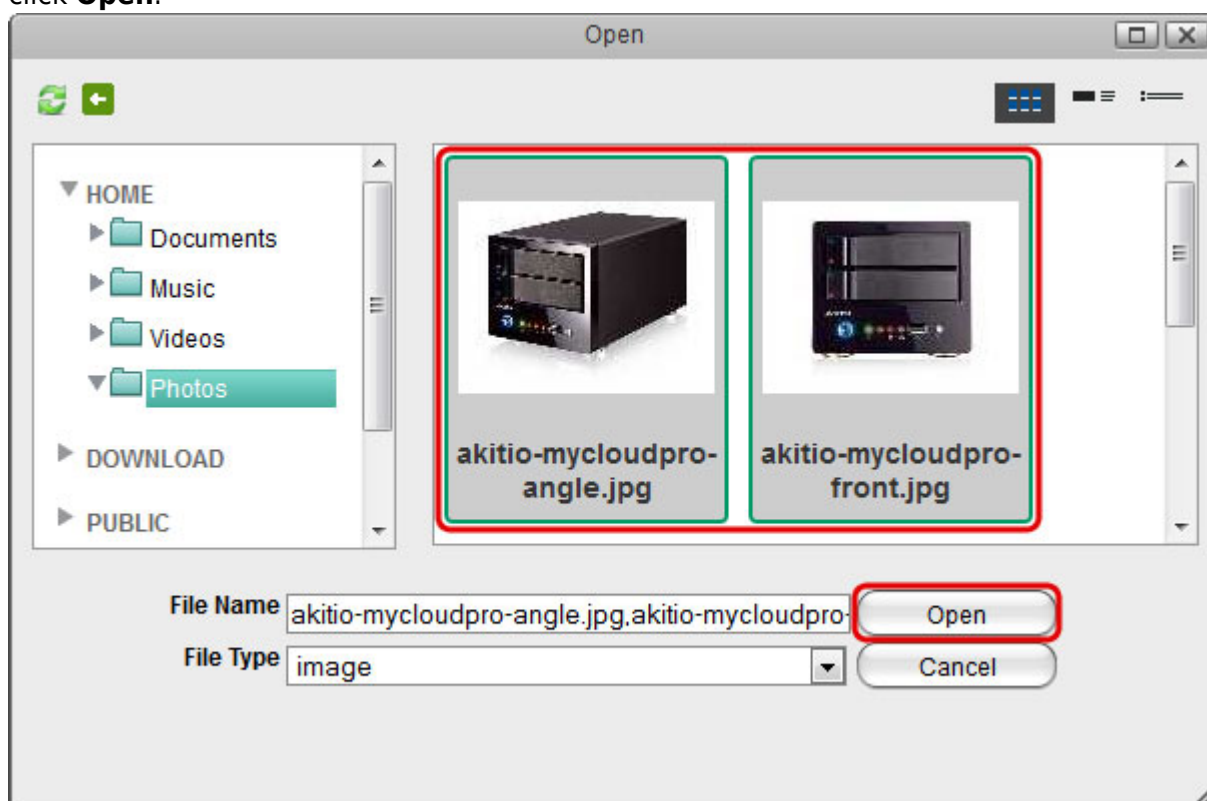 click Open.
Open
HOME
Documents
Music
Videos
Photos
DOWNLOAD
PUBLIC
akitio-mycloudpro-
angle.jpg
akitio-mycloudpro-
front.jpg
File Name akitio-mycloudpro-angle.jpg,akitio-mycloudpro- Open
File Type image Cancel